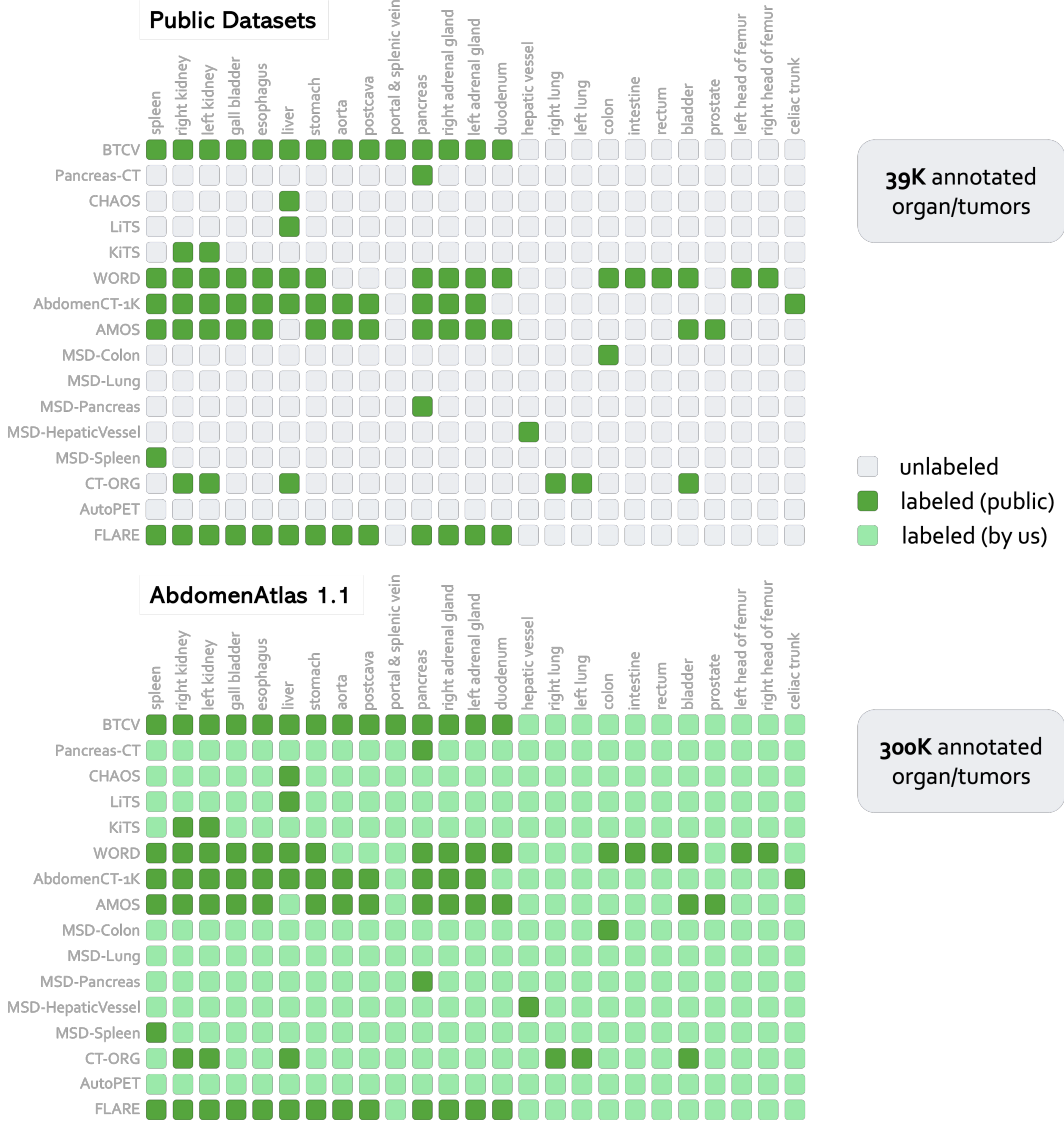 Public Datasets
spleen
right kidney
left kidney
gall bladder
esophagus
liver
stomach
aorta
postcava
portal & splenic vein
pancreas
right adrenal gland
left adrenal gland
duodenum
hepatic vessel
right lung
left lung
colon
intestine
rectum
bladder
prostate
left head of femur
right head of femur
celiac trunk
BTCV
Pancreas-CT
CHAOS
LiTS
KiTS
WORD
AbdomenCT-1K
AMOS
MSD-Colon
MSD-Lung
MSD-Pancreas
MSD-HepaticVessel
MSD-Spleen
CT-ORG
AutoPET
FLARE
39K annotated
organ/tumors
unlabeled
labeled (public)
labeled (by us)
AbdomenAtlas 1.1
spleen
right kidney
left kidney
gall bladder
esophagus
liver
stomach
aorta
postcava
portal & splenic vein
pancreas
right adrenal gland
left adrenal gland
duodenum
hepatic vessel
right lung
left lung
colon
intestine
rectum
bladder
prostate
left head of femur
right head of femur
celiac trunk
BTCV
Pancreas-CT
CHAOS
LiTS
KiTS
WORD
AbdomenCT-1K
AMOS
MSD-Colon
MSD-Lung
MSD-Pancreas
MSD-HepaticVessel
MSD-Spleen
CT-ORG
AutoPET
FLARE
300K annotated
organ/tumors